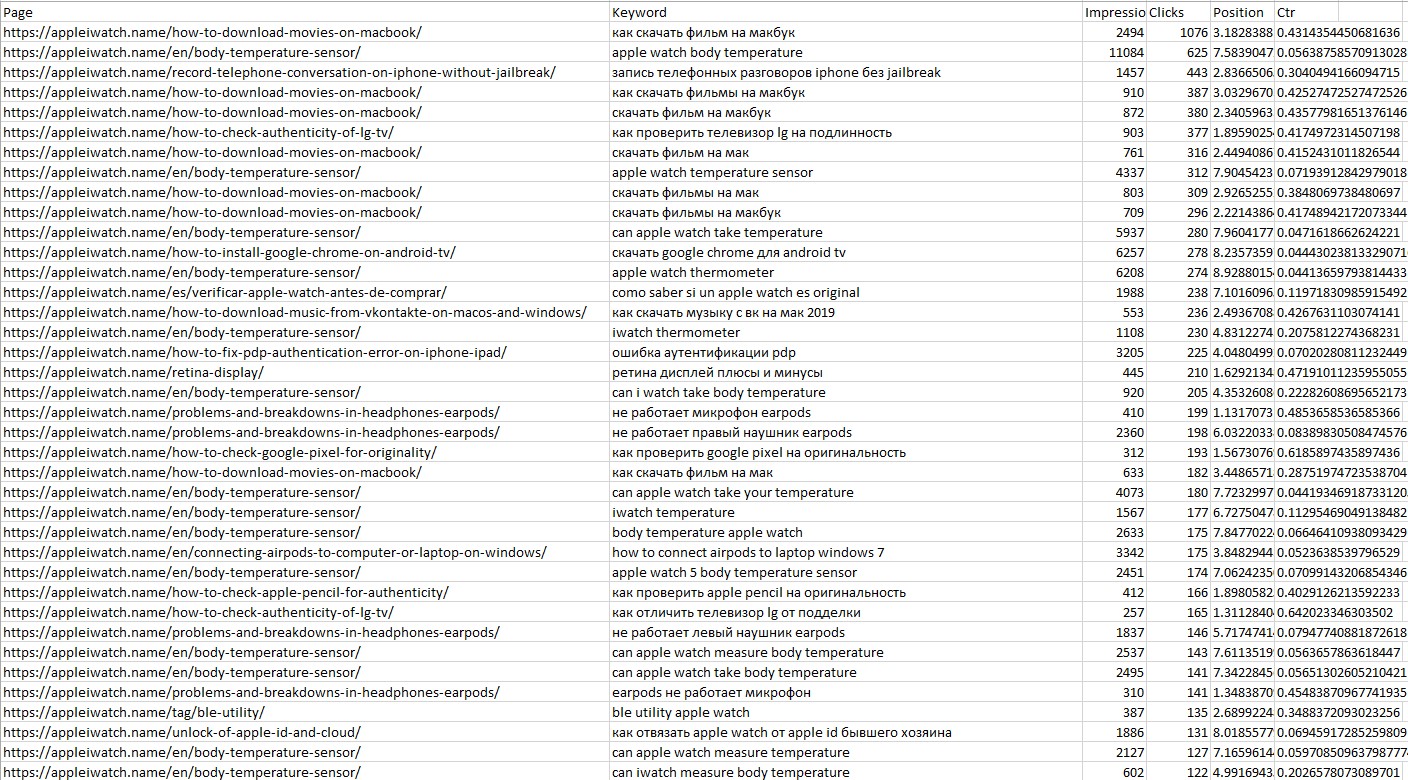 Page Keyword Impressio Clicks Position Ctr
https://appleiwatch.name/how-to-download-movies-on-macbook/ как скачать фильм на макбук 2494 1076 3.1828388 0.4314354450681636
https://appleiwatch.name/en/body-temperature-sensor/ apple watch body temperature 11084 625 7.5839047 0.05638758570913028
https://appleiwatch.name/record-telephone-conversation-on-iphone-without-jailbreak/ запись телефонных разговоров iphone без jailbreak 1457 443 2.8366506 0.3040494166094715
https://appleiwatch.name/how-to-download-movies-on-macbook/ как скачать фильмы на макбук 910 387 3.0329670 0.42527472527472526
https://appleiwatch.name/how-to-download-movies-on-macbook/ скачать фильм на макбук 872 380 2.3405963 0.43577981651376146
https://appleiwatch.name/how-to-check-authenticity-of-lg-tv/ как проверить телевизор lg на подлинность 903 377 1.8959025 0.4174972314507198
https://appleiwatch.name/how-to-download-movies-on-macbook/ скачать фильм на мак 761 316 2.4494086 0.4152431011826544
https://appleiwatch.name/en/body-temperature-sensor/ apple watch temperature sensor 4337 312 7.9045423 0.07193912842979018
https://appleiwatch.name/how-to-download-movies-on-macbook/ скачать фильмы на мак 803 309 2.9265255 0.3848069738480697
https://appleiwatch.name/how-to-download-movies-on-macbook/ скачать фильмы на макбук 709 296 2.2214386 0.41748942172073344
https://appleiwatch.name/en/body-temperature-sensor/ can apple watch take temperature 5937 280 7.9604177 0.0471618662624221
https://appleiwatch.name/how-to-install-google-chrome-on-android-tv/ скачать google chrome для android tv 6257 278 8.2357359 0.04443023813329071
https://appleiwatch.name/en/body-temperature-sensor/ apple watch thermometer 6208 274 8.9288015 0.04413659793814433
https://appleiwatch.name/es/verificar-apple-watch-antes-de-comprar/ como saber si un apple watch es original 1988 238 7.1016096 0.11971830985915492
https://appleiwatch.name/how-to-download-music-from-vkontakte-on-macos-and-windows/ как скачать музыку с вк на мак 2019 553 236 2.4936708 0.4267631103074141
https://appleiwatch.name/en/body-temperature-sensor/ iwatch thermometer 1108 230 4.8312274 0.2075812274368231
https://appleiwatch.name/how-to-fix-pdp-authentication-error-on-iphone-ipad/ ошибка аутентификации pdp 3205 225 4.0480499 0.07020280811232449
https://appleiwatch.name/retina-display/ ретина дисплей плюсы и минусы 445 210 1.6292134 0.47191011235955055
https://appleiwatch.name/en/body-temperature-sensor/ can i watch take body temperature 920 205 4.3532608 0.22282608695652173
https://appleiwatch.name/problems-and-breakdowns-in-headphones-earpods/ не работает микрофон earpods 410 199 1.1317073 0.4853658536585366
https://appleiwatch.name/problems-and-breakdowns-in-headphones-earpods/ не работает правый наушник earpods 2360 198 6.0322033 0.08389830508474576
https://appleiwatch.name/how-to-check-google-pixel-for-originality/ как проверить google pixel на оригинальность 312 193 1.5673076 0.6185897435897436
https://appleiwatch.name/how-to-download-movies-on-macbook/ как скачать фильм на мак 633 182 3.4486571 0.28751974723538704
https://appleiwatch.name/en/body-temperature-sensor/ can apple watch take your temperature 4073 180 7.7232997 0.04419346918733120
https://appleiwatch.name/en/body-temperature-sensor/ iwatch temperature 1567 177 6.7275047 0.11295469049138482
https://appleiwatch.name/en/body-temperature-sensor/ body temperature apple watch 2633 175 7.8477022 0.06646410938093429
https://appleiwatch.name/en/connecting-airpods-to-computer-or-laptop-on-windows/ how to connect airpods to laptop windows 7 3342 175 3.8482944 0.0523638539796529
https://appleiwatch.name/en/body-temperature-sensor/ apple watch 5 body temperature sensor 2451 174 7.0624235 0.07099143206854346
https://appleiwatch.name/how-to-check-apple-pencil-for-authenticity/ как проверить apple pencil на оригинальность 412 166 1.8980582 0.4029126213592233
https://appleiwatch.name/how-to-check-authenticity-of-lg-tv/ как отличить телевизор lg от подделки 257 165 1.3112840 0.642023346303502
https://appleiwatch.name/problems-and-breakdowns-in-headphones-earpods/ не работает левый наушник earpods 1837 146 5.7174741 0.07947740881872618
https://appleiwatch.name/en/body-temperature-sensor/ can apple watch measure body temperature 2537 143 7.6113519 0.0563657863618447
https://appleiwatch.name/en/body-temperature-sensor/ can apple watch take body temperature 2495 141 7.3422845 0.05651302605210421
https://appleiwatch.name/problems-and-breakdowns-in-headphones-earpods/ earpods не работает микрофон 310 141 1.3483870 0.45483870967741935
https://appleiwatch.name/tag/ble-utility/ ble utility apple watch 387 135 2.6899224 0.3488372093023256
https://appleiwatch.name/unlock-of-apple-id-and-cloud/ как отвязать apple watch от apple id бывшего хозяина 1886 131 8.0185577 0.06945917285259809
https://appleiwatch.name/en/body-temperature-sensor/ can apple watch measure temperature 2127 127 7.1659614 0.05970850963798777
https://appleiwatch.name/en/body-temperature-sensor/ can iwatch measure body temperature 602 122 4.9916943 0.2026578073089701